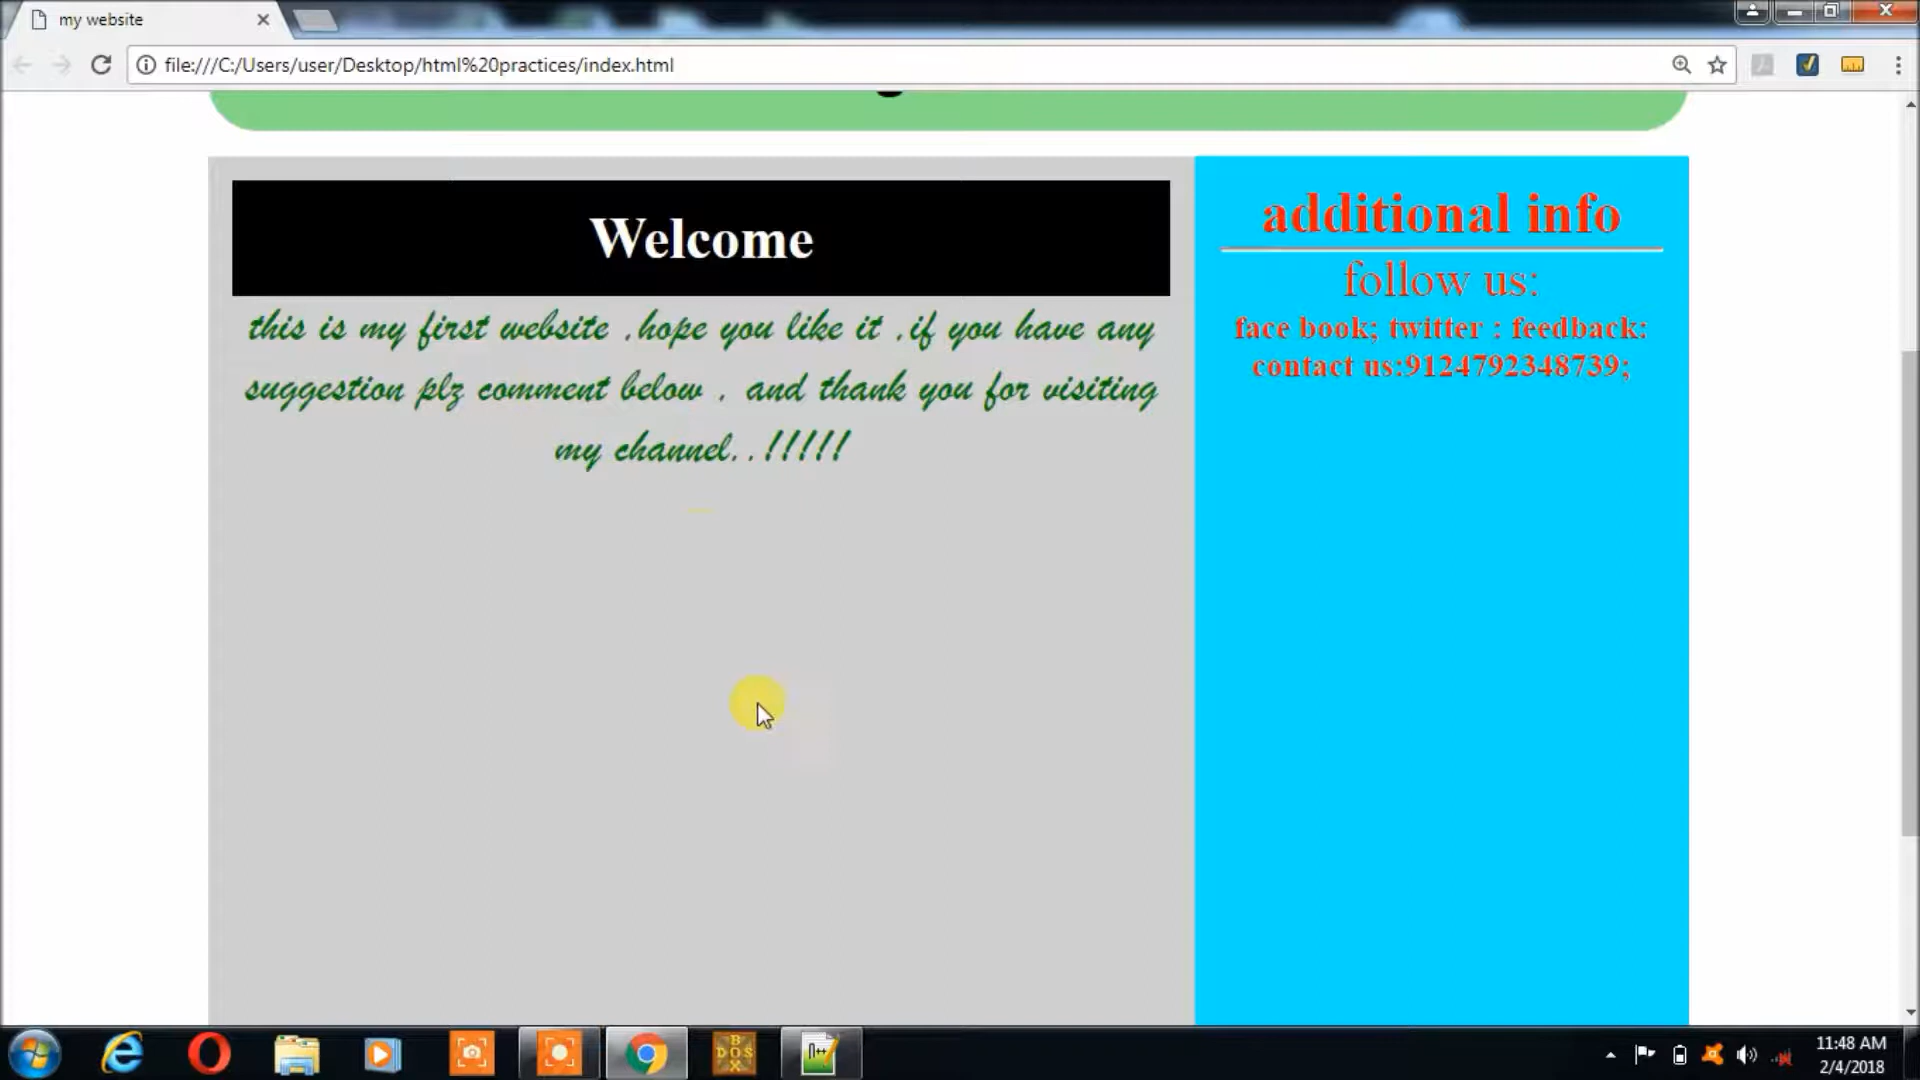 my website
file:///C:/Users/user/Desktop/html%20practices/index.html
Welcome
this is my first website .hope you like it .if you have any
suggestion plz comment below . and thank you for visiting
my channel. .!!!!!
additional info
follow us:
face book; twitter : feedback:
contact us:9124792348739;
B
DOS
X
n++
11:48 AM
2/4/2018